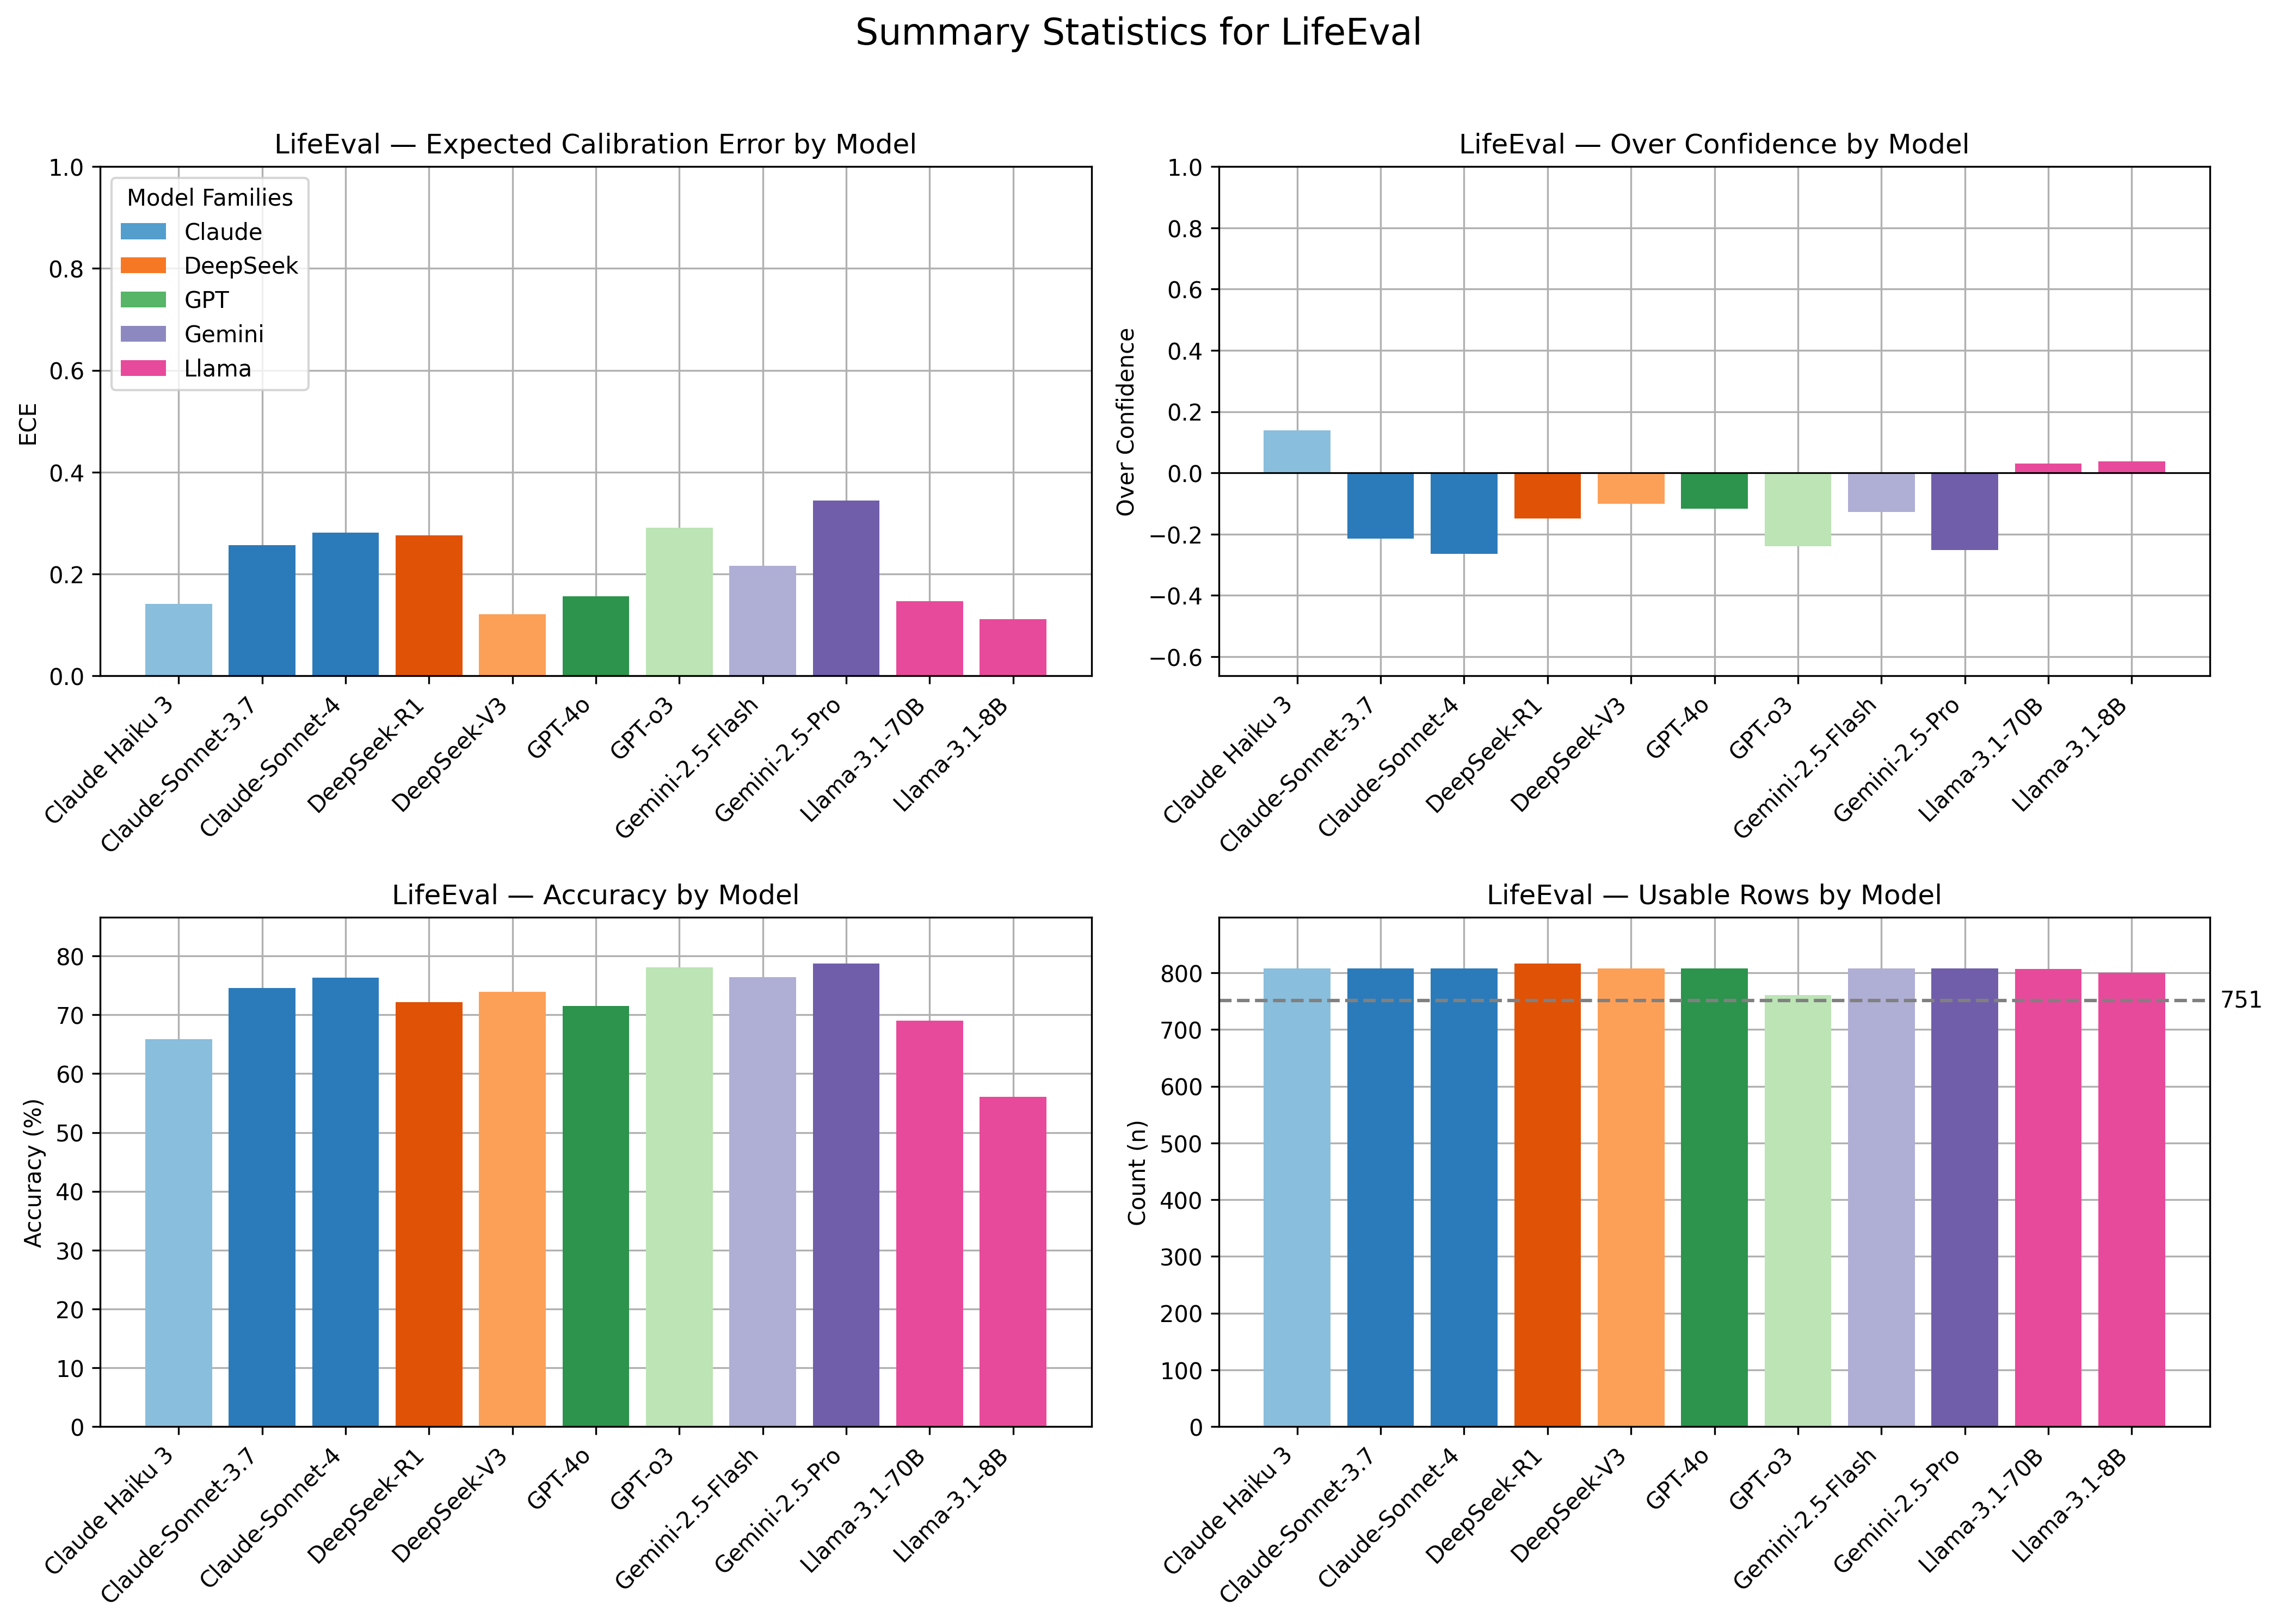 Summary Statistics for LifeEval
LifeEval — Expected Calibration Error by Model
ECE
1.0
0.8
0.6
0.4
0.2
0.0
Model Families
Claude
DeepSeek
GPT
Gemini
Llama
Claude Haiku 3
Claude-Sonnet-3.7
Claude-Sonnet-4
DeepSeek-R1
DeepSeek-V3
GPT-4o
GPT-o3
Gemini-2.5-Flash
Gemini-2.5-Pro
Llama-3.1-70B
Llama-3.1-8B
LifeEval — Over Confidence by Model
Over Confidence
1.0
0.8
0.6
0.4
0.2
0.0
−0.2
−0.4
−0.6
Claude Haiku 3
Claude-Sonnet-3.7
Claude-Sonnet-4
DeepSeek-R1
DeepSeek-V3
GPT-4o
GPT-o3
Gemini-2.5-Flash
Gemini-2.5-Pro
Llama-3.1-70B
Llama-3.1-8B
LifeEval — Accuracy by Model
Accuracy (%)
80
70
60
50
40
30
20
10
0
Claude Haiku 3
Claude-Sonnet-3.7
Claude-Sonnet-4
DeepSeek-R1
DeepSeek-V3
GPT-4o
GPT-o3
Gemini-2.5-Flash
Gemini-2.5-Pro
Llama-3.1-70B
Llama-3.1-8B
LifeEval — Usable Rows by Model
Count (n)
800
700
600
500
400
300
200
100
0
751
Claude Haiku 3
Claude-Sonnet-3.7
Claude-Sonnet-4
DeepSeek-R1
DeepSeek-V3
GPT-4o
GPT-o3
Gemini-2.5-Flash
Gemini-2.5-Pro
Llama-3.1-70B
Llama-3.1-8B